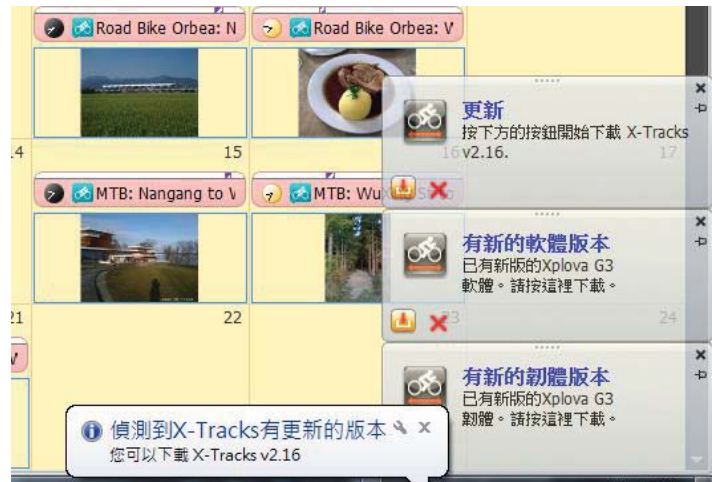 Road Bike Orbea: N
Road Bike Orbea: V
更新
按下方的按鈕開始下載 X-Tracks
v2.16.
14
15
16
17
MTB: Nangang to V
MTB: Wu
有新的軟體版本
已有新版的Xplova G3
軟體。請按這裡下載。
21
22
23
24
有新的韌體版本
已有新版的Xplova G3
韌體。請按這裡下載。
偵測到X-Tracks有更新的版本
您可以下載 X-Tracks v2.16